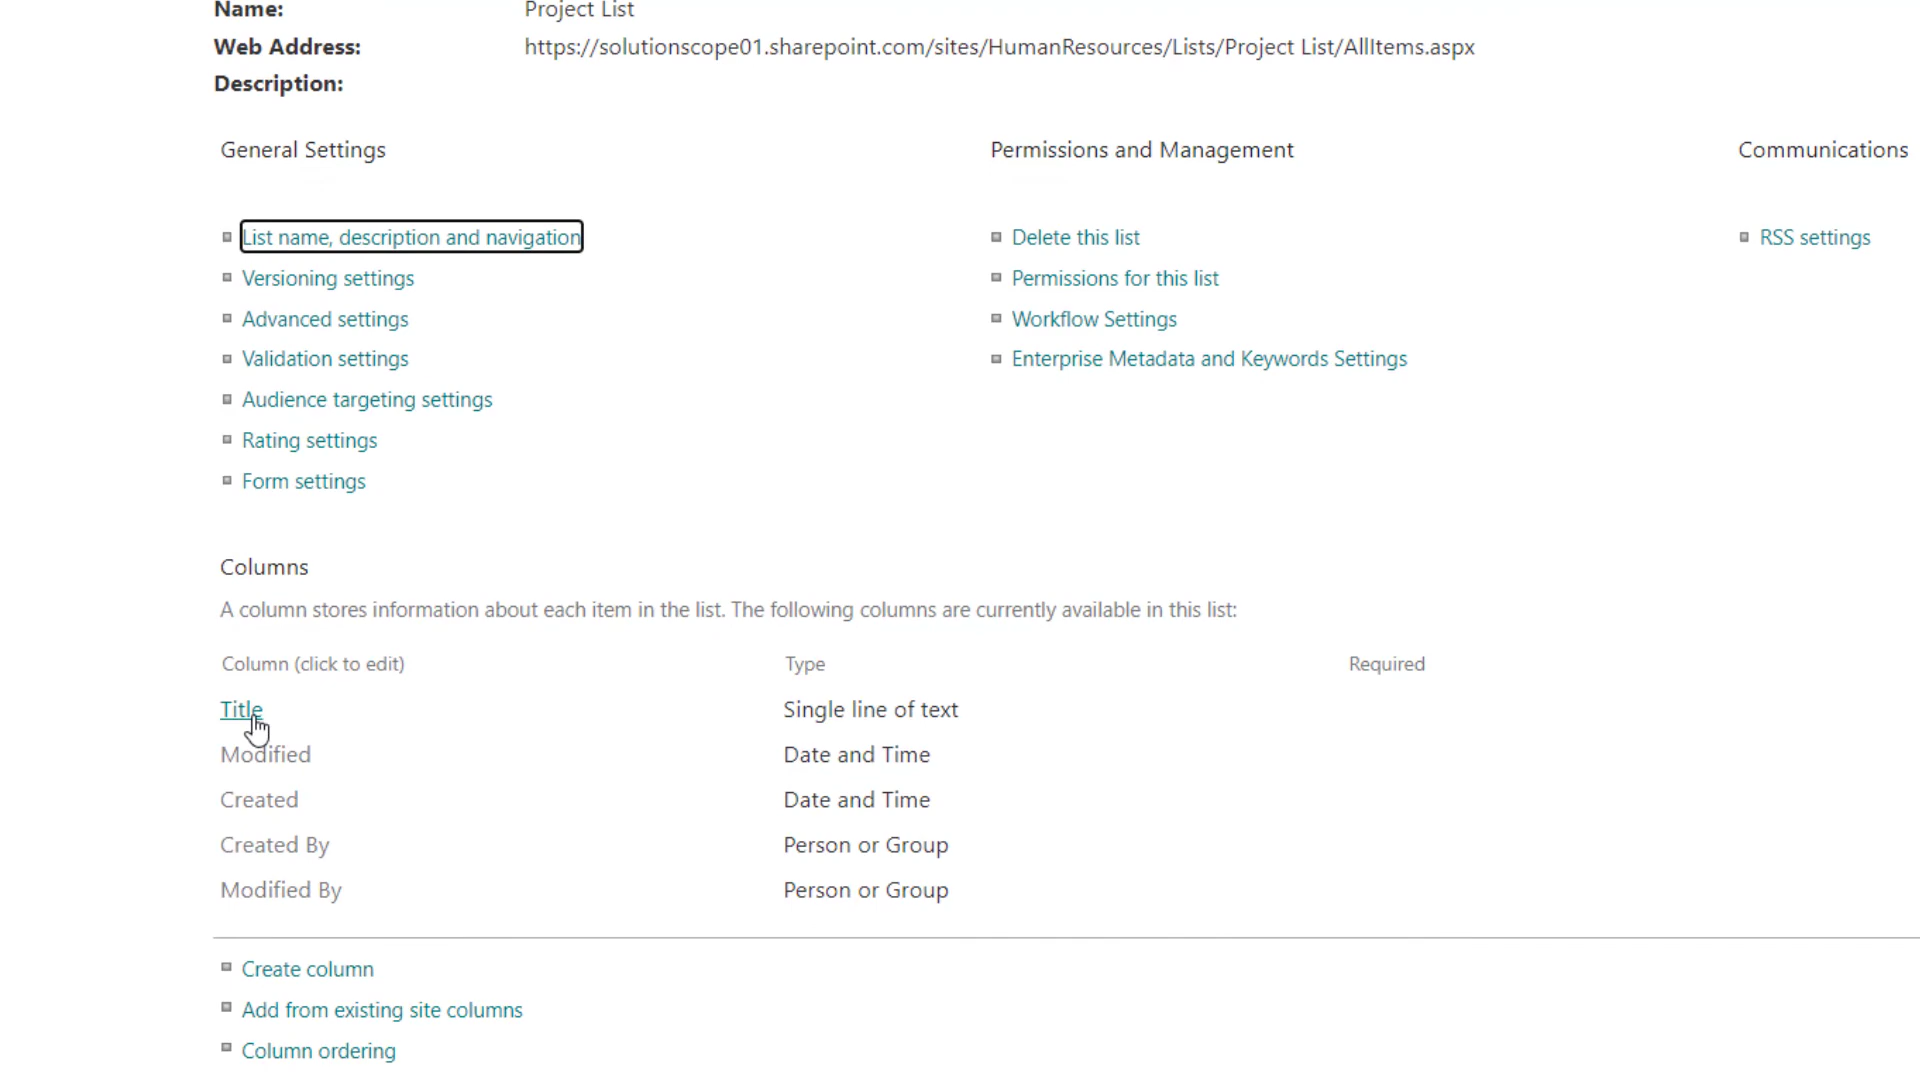 Name: Project List
Web Address: https://solutionscope01.sharepoint.com/sites/HumanResources/Lists/Project List/AllItems.aspx
Description:
General Settings
Permissions and Management
Communications
List name, description and navigation
Delete this list
RSS settings
Versioning settings
Permissions for this list
Advanced settings
Workflow Settings
Validation settings
Enterprise Metadata and Keywords Settings
Audience targeting settings
Rating settings
Form settings
Columns
A column stores information about each item in the list. The following columns are currently available in this list:
Column (click to edit) Type Required
Title Single line of text
Modified Date and Time
Created Date and Time
Created By Person or Group
Modified By Person or Group
Create column
Add from existing site columns
Column ordering